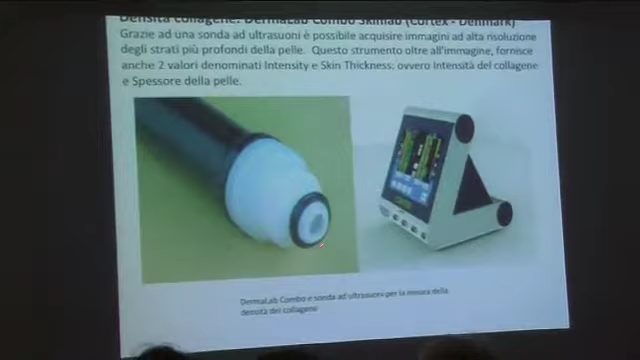 Densità collagene: DermaLab Combo Skinlab (Cortex - Denmark)
Grazie ad una sonda ad ultrasuoni è possibile acquisire immagini ad alta risoluzione
degli strati più profondi della pelle. Questo strumento oltre all'immagine, fornisce
anche 2 valori denominati Intensity e Skin Thickness; ovvero Intensità del collagene
e Spessore della pelle.
DermaLab Combo e sonda ad ultrasuoni per la misura della
densità del collagene